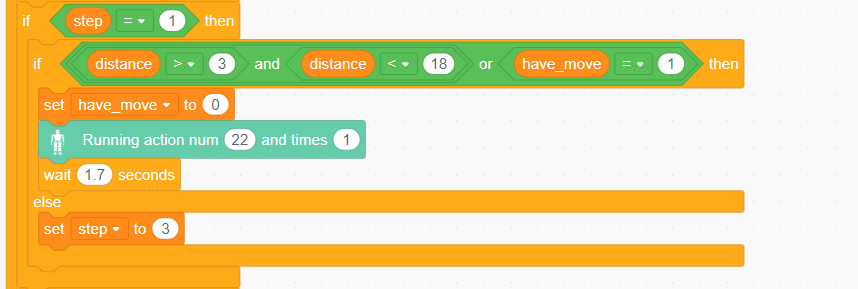 if step = 1 then
if distance > 3 and distance < 18 or have_move = 1 then
set have_move to 0
Running action num 22 and times 1
wait 1.7 seconds
else
set step to 3